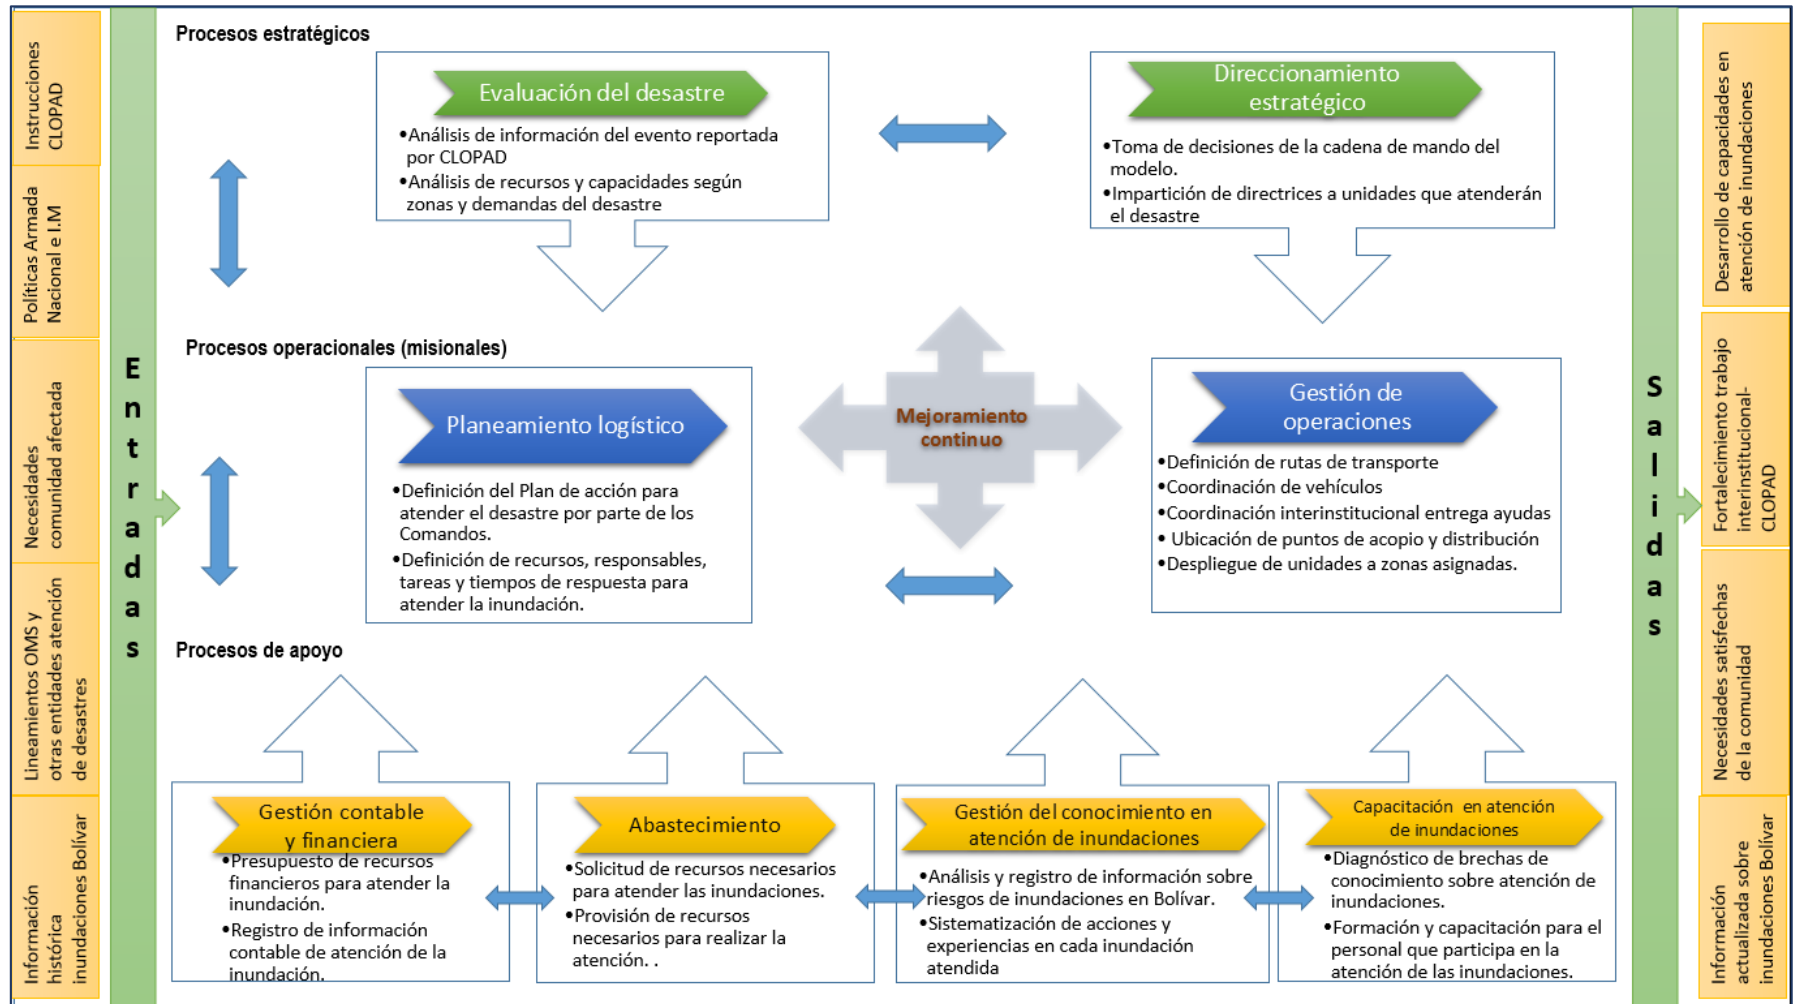 Instrucciones
CLOPAD
Políticas Armada
Nacional e I.M
Necesidades
comunidad afectada
Lineamientos OMS y
otras entidades atención
de desastres
Información
histórica
inundaciones Bolívar
Entradas
Procesos estratégicos
Evaluación del desastre
•Análisis de información del evento reportada
por CLOPAD
•Análisis de recursos y capacidades según
zonas y demandas del desastre
Direccionamiento
estratégico
•Toma de decisiones de la cadena de mando del
modelo.
•Impartición de directrices a unidades que atenderán
el desastre
Procesos operacionales (misionales)
Planeamiento logístico
•Definición del Plan de acción para
atender el desastre por parte de los
Comandos.
•Definición de recursos, responsables,
tareas y tiempos de respuesta para
atender la inundación.
Mejoramiento
continuo
Gestión de
operaciones
•Definición de rutas de transporte
•Coordinación de vehículos
•Coordinación interinstitucional entrega ayudas
• Ubicación de puntos de acopio y distribución
•Despliegue de unidades a zonas asignadas.
Procesos de apoyo
Gestión contable
y financiera
•Presupuesto de recursos
financieros para atender la
inundación.
•Registro de información
contable de atención de la
inundación.
Abastecimiento
•Solicitud de recursos necesarios
para atender las inundaciones.
•Provisión de recursos
necesarios para realizar la
atención. .
Gestión del conocimiento en
atención de inundaciones
•Análisis y registro de información sobre
riesgos de inundaciones en Bolívar.
•Sistematización de acciones y
experiencias en cada inundación
atendida
Capacitación en atención
de inundaciones
•Diagnóstico de brechas de
conocimiento sobre atención de
inundaciones.
•Formación y capacitación para el
personal que participa en la
atención de las inundaciones.
Salidas
Desarrollo de capacidades en
atención de inundaciones
Fortalecimiento trabajo
interinstitucional-
CLOPAD
Necesidades satisfechas
de la comunidad
Información
actualizada sobre
inundaciones Bolívar